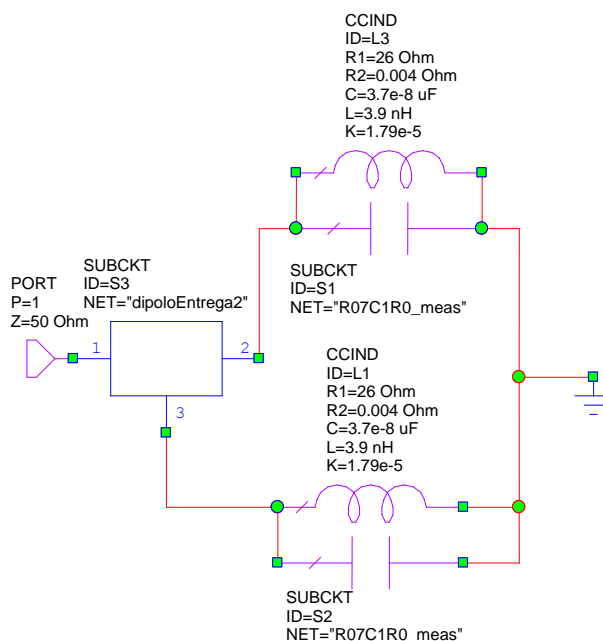 CCIND
ID=L3
R1=26 Ohm
R2=0.004 Ohm
C=3.7e-8 uF
L=3.9 nH
K=1.79e-5
SUBCKT
ID=S1
NET="R07C1R0_meas"
PORT
P=1
Z=50 Ohm
SUBCKT
ID=S3
NET="dipoloEntrega2"
1
2
3
CCIND
ID=L1
R1=26 Ohm
R2=0.004 Ohm
C=3.7e-8 uF
L=3.9 nH
K=1.79e-5
SUBCKT
ID=S2
NET="R07C1R0_meas"